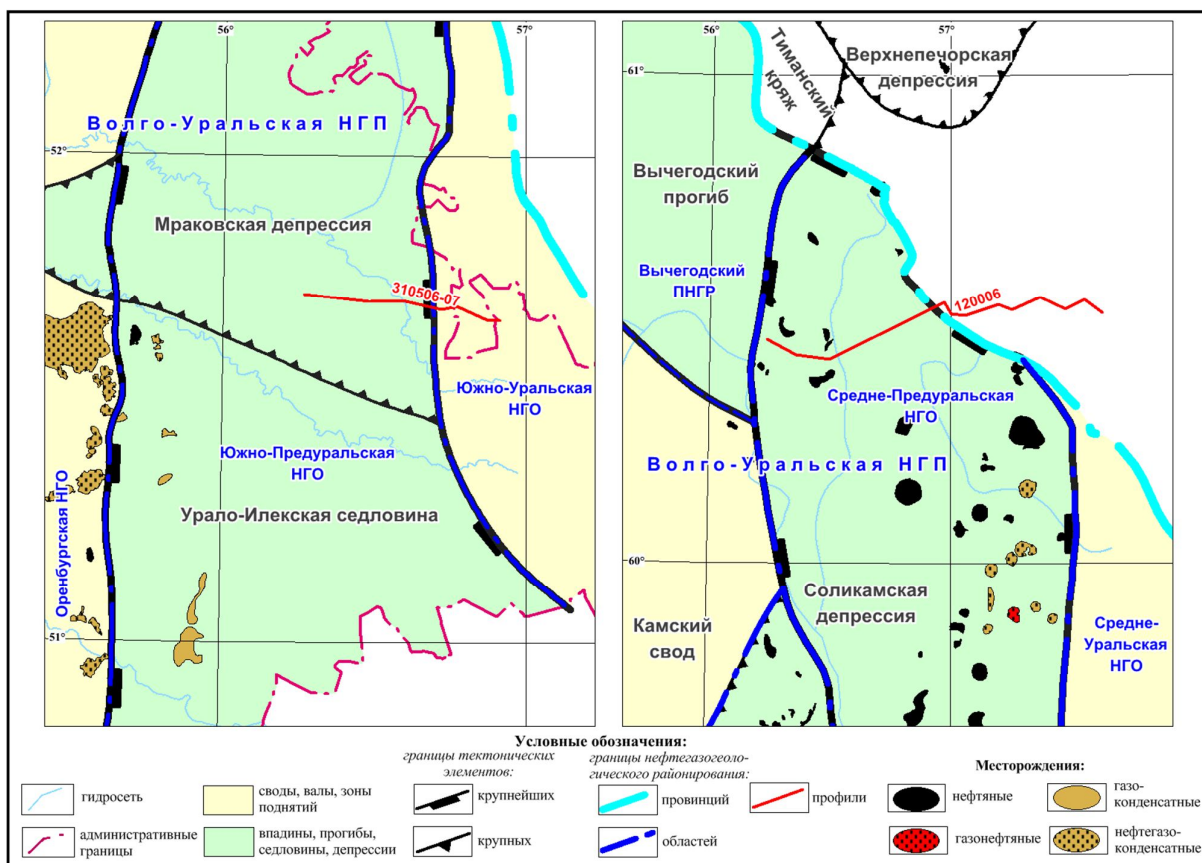 56°
57°
Волго-Уральская НГП
52°
Мраковская депрессия
310506-07
Южно-Уральская
НГО
Южно-Предуральская
НГО
Урало-Илекская седловина
Оренбургская НГО
51°
56°
57°
61°
Тиманский
кряж
Верхнепечорская
депрессия
Вычегодский
прогиб
Вычегодский
ПНГР
120006
Средне-Предуральская
НГО
Волго-Уральская НГП
60°
Соликамская
депрессия
Камский
свод
Средне-
Уральская
НГО
Условные обозначения:
границы тектонических
элементов:
границы нефтегазогеоло-
гического районирования:
Месторождения:
гидросеть
своды, валы, зоны
поднятий
крупнейших
провинций
профили
нефтяные
газо-
конденсатные
административные
границы
впадины, прогибы,
седловины, депрессии
крупных
областей
газонефтяные
нефтегазо-
конденсатные